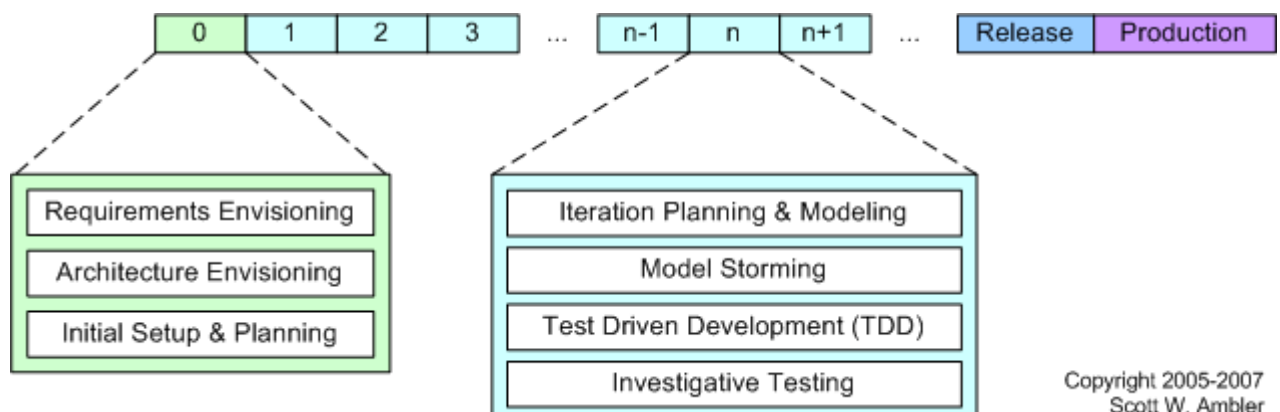 0 1 2 3 ... n-1 n n+1 ... Release Production
Requirements Envisioning
Architecture Envisioning
Initial Setup & Planning
Iteration Planning & Modeling
Model Storming
Test Driven Development (TDD)
Investigative Testing
Copyright 2005-2007
Scott W. Ambler